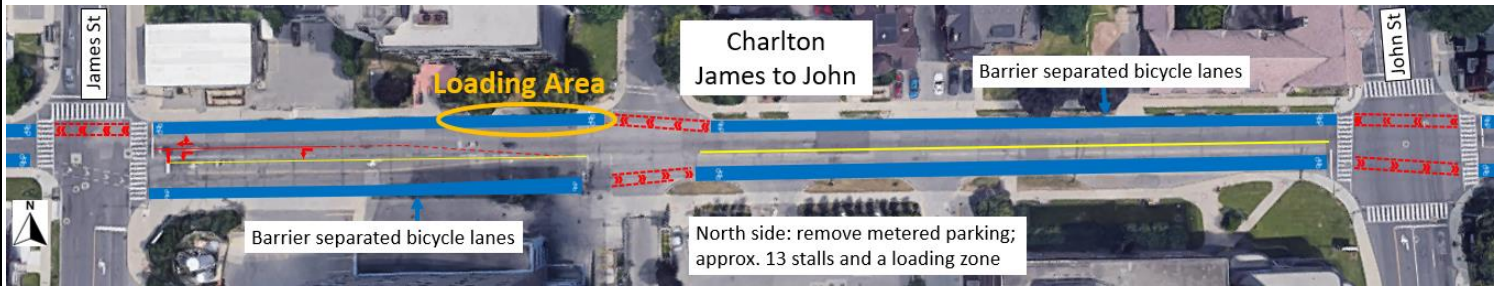 James St
Charlton
James to John
John St
Loading Area
Barrier separated bicycle lanes
N
Barrier separated bicycle lanes
North side: remove metered parking;
approx. 13 stalls and a loading zone